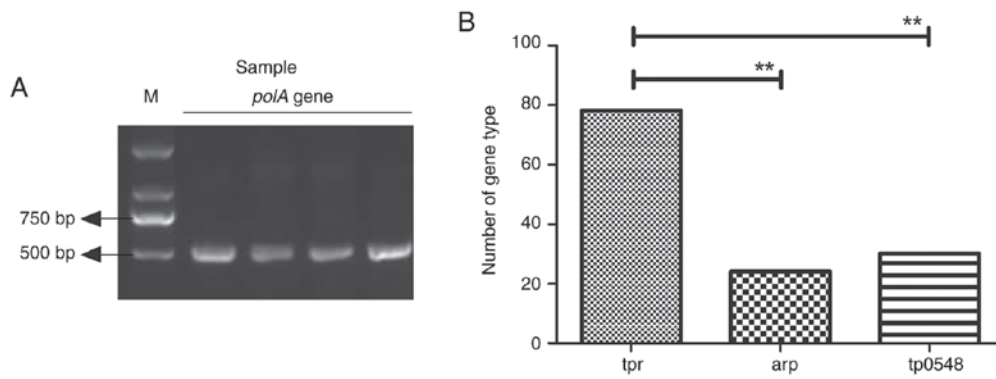 A
Sample
M
polA gene
750 bp
500 bp
B
**
**
Number of gene type
100
80
60
40
20
0
tpr arp tp0548